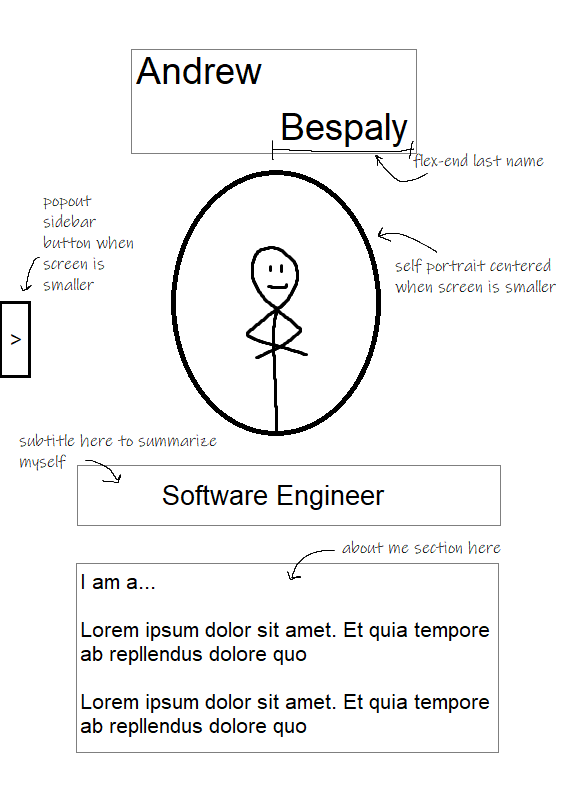 Andrew
Bespaly
flex-end last name
popout
sidebar
button when
screen is
smaller
self portrait centered
when screen is smaller
>
subtitle here to summarize
myself
Software Engineer
about me section here
I am a...
Lorem ipsum dolor sit amet. Et quia tempore
ab repllendus dolore quo
Lorem ipsum dolor sit amet. Et quia tempore
ab repllendus dolore quo